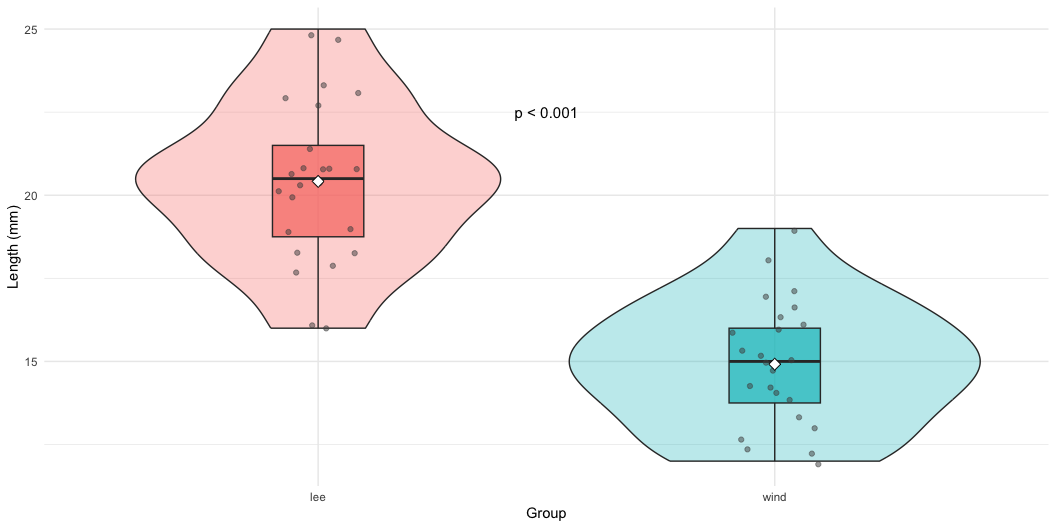 25
p < 0.001
20
Length (mm)
15
lee
wind
Group